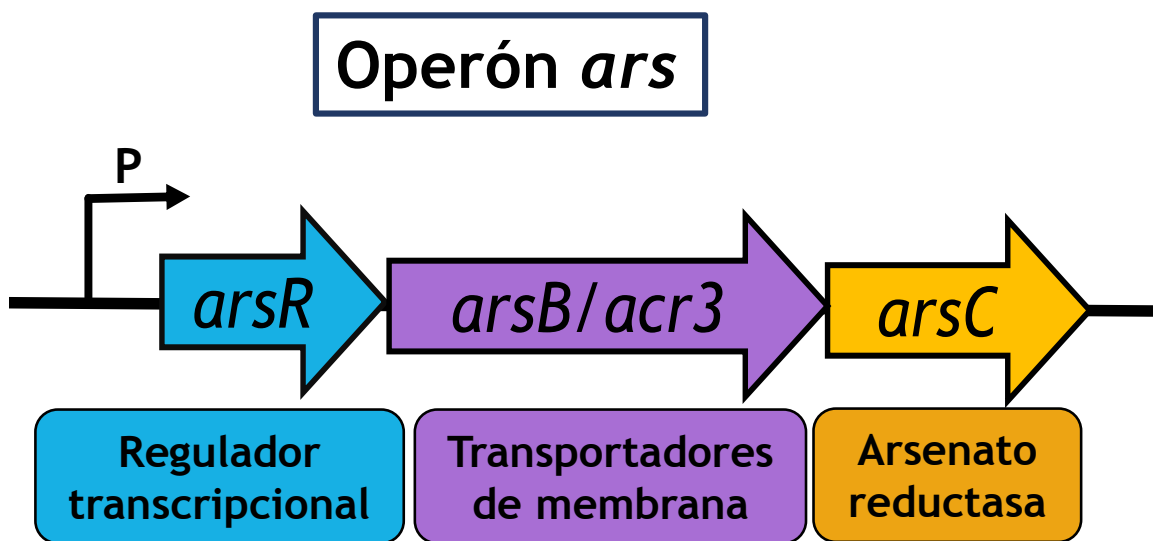 Operón ars
P
arsR
arsB/acr3
arsC
Regulador
transcripcional
Transportadores
de membrana
Arsenato
reductasa